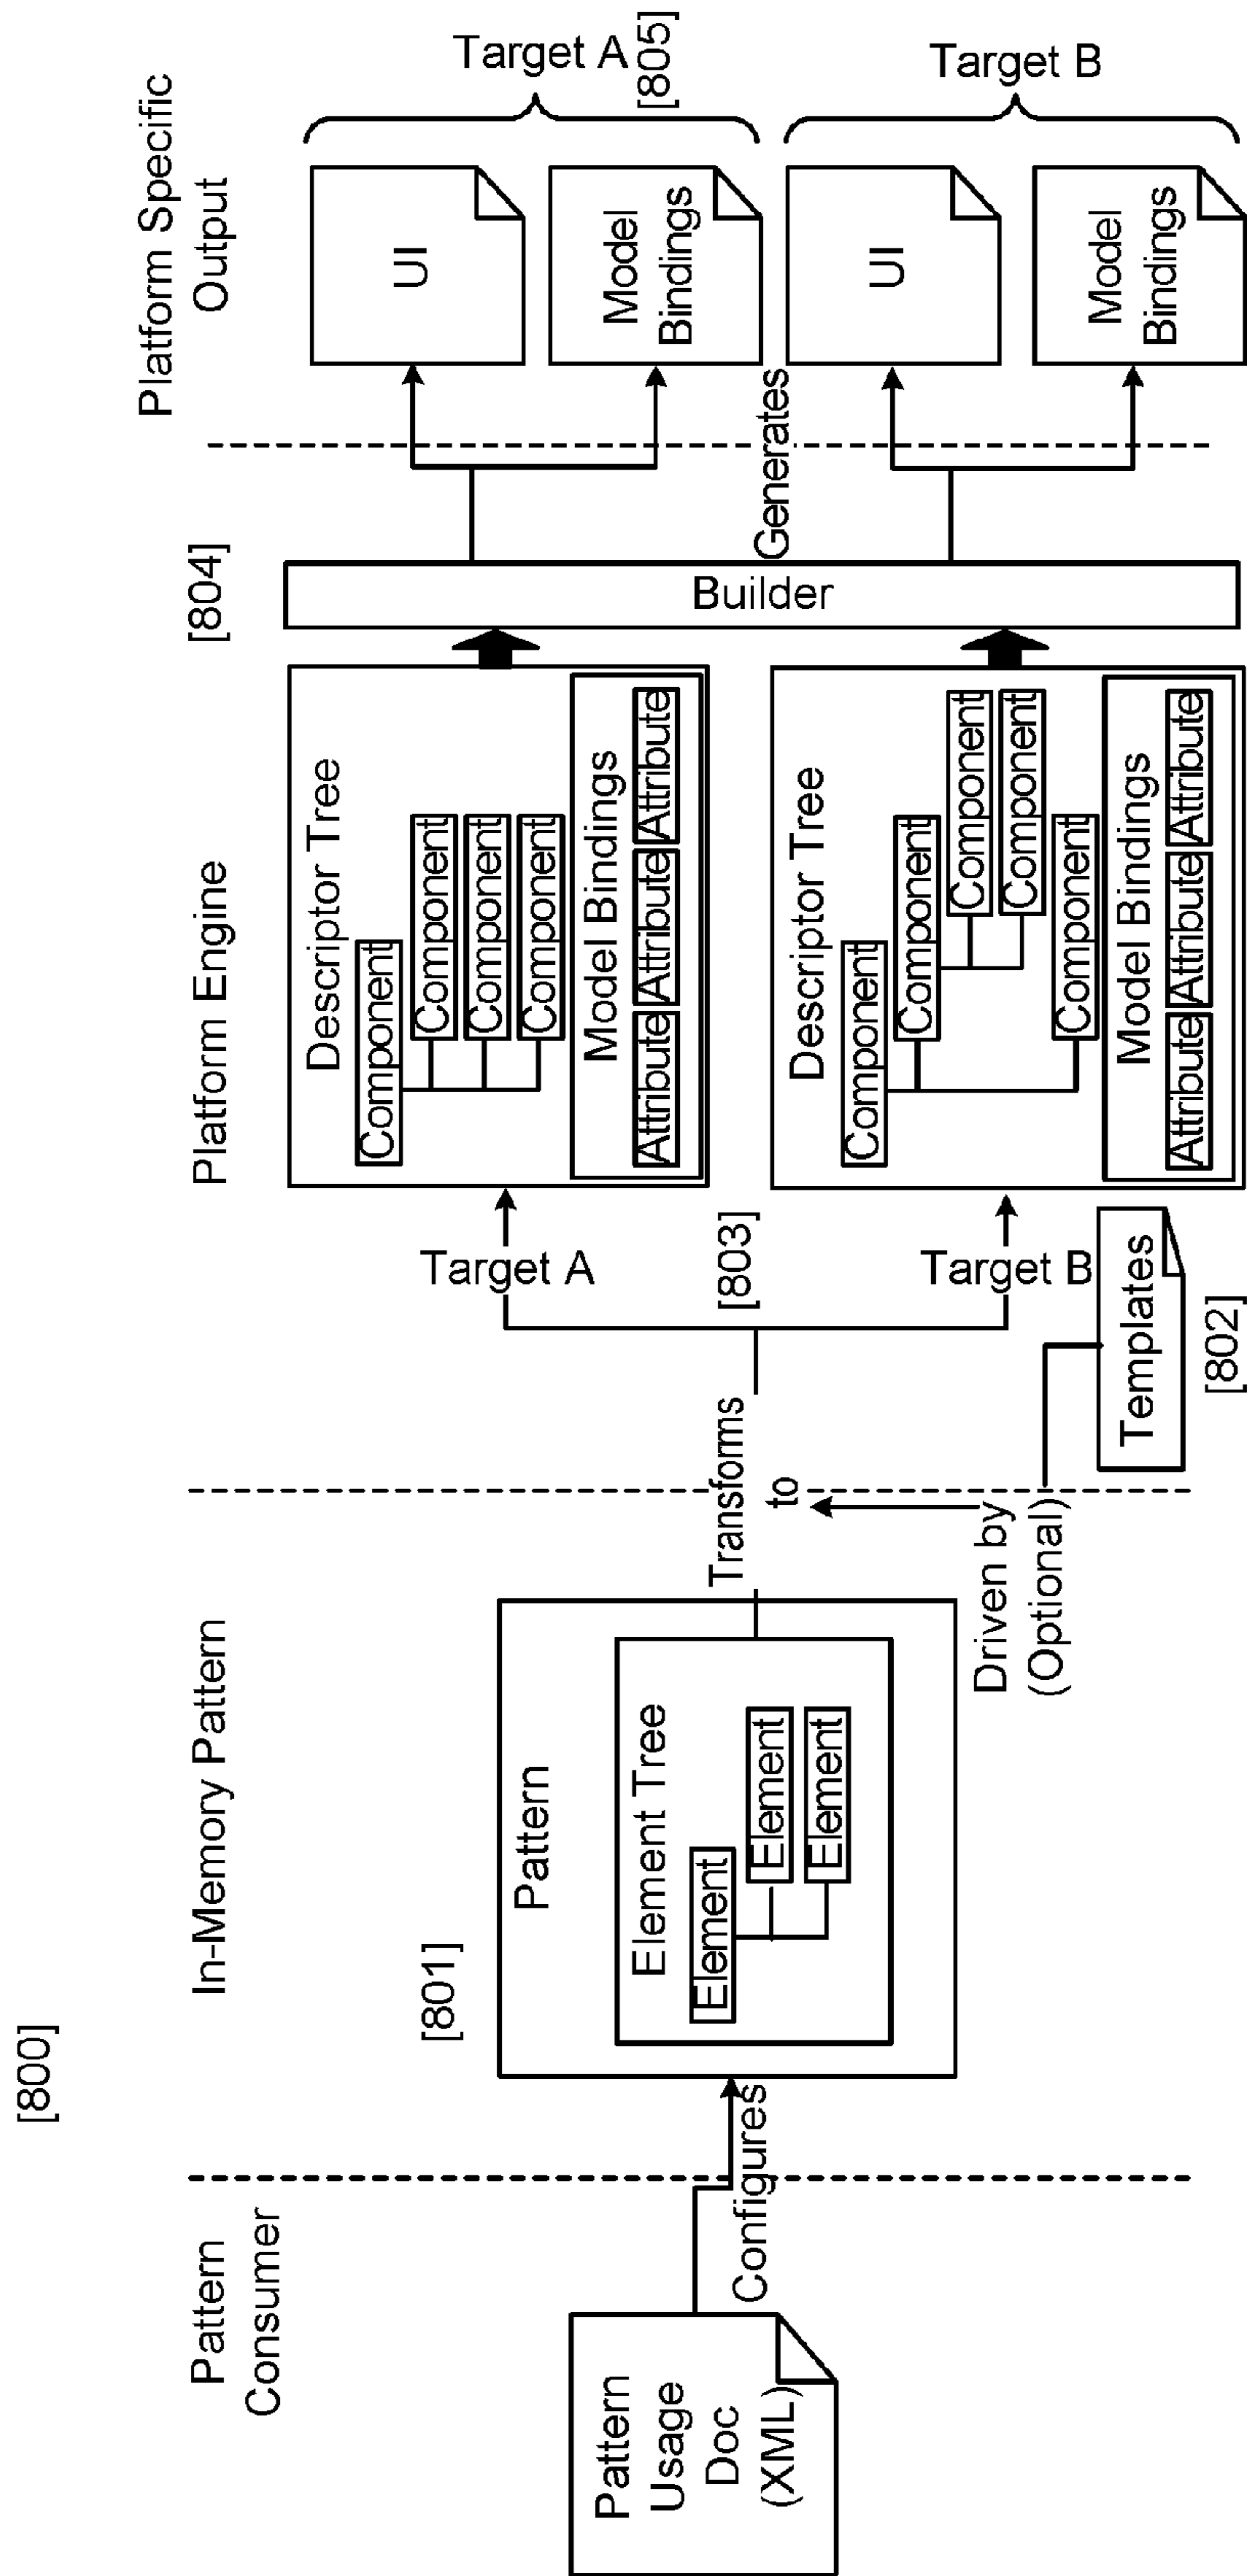 [800]
Pattern
Consumer
In-Memory Pattern
Platform Engine
Platform Specific
Output
Pattern
Usage
Doc
(XML)
Configures
[801]
Pattern
Element Tree
Element
Element
Element
Transforms
to
Driven by
(Optional)
Templates
[802]
[803]
Target A
Target B
Descriptor Tree
Component
Component
Component
Component
Model Bindings
Attribute
Attribute
Attribute
Descriptor Tree
Component
Component
Component
Component
Component
Model Bindings
Attribute
Attribute
Attribute
[804]
Builder
Generates
UI
Model
Bindings
Target A
[805]
UI
Model
Bindings
Target B